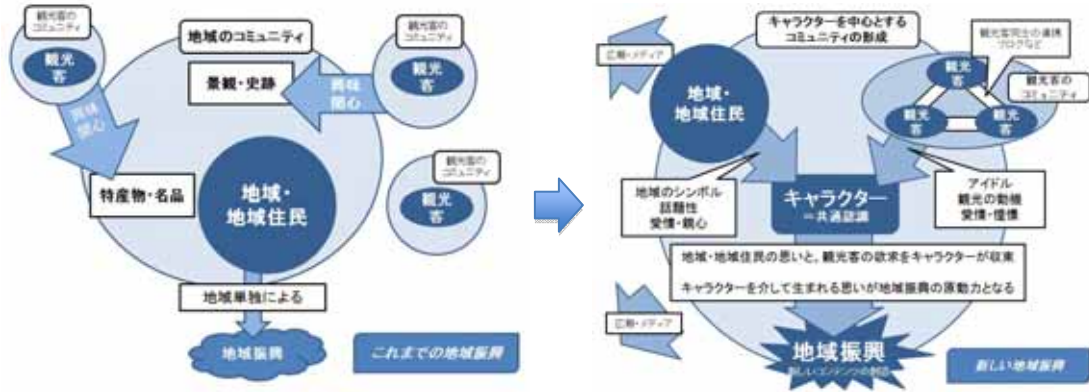 観光客の
コミュニティ
観光
客
興味
関心
地域のコミュニティ
景観・史跡
興味
関心
観光客の
コミュニティ
観光
客
特産物・名品
地域・
地域住民
観光客の
コミュニティ
観光
客
地域単独による
地域振興
これまでの地域振興
キャラクターを中心とする
コミュニティの形成
広報・メディア
観光客同士の連携
ブログなど
地域・
地域住民
観光
客
観光
客
観光
客
観光客の
コミュニティ
地域のシンボル
話題性
愛情・親心
キャラクター
＝共通認識
アイドル
観光の動機
愛情・憧憬
地域・地域住民の思いと、観光客の欲求をキャラクターが収束
キャラクターを介して生まれる思いが地域振興の原動力となる
広報・メディア
地域振興
新しいコンテンツの創造
新しい地域振興